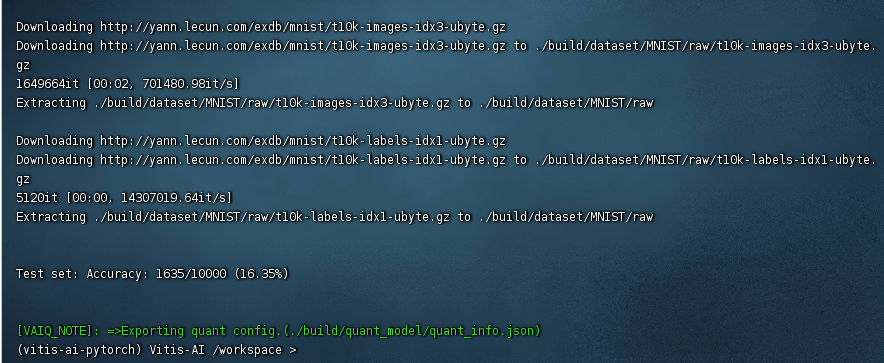 Downloading http://yann.lecun.com/exdb/mnist/t10k-images-idx3-ubyte.gz
Downloading http://yann.lecun.com/exdb/mnist/t10k-images-idx3-ubyte.gz to ./build/dataset/MNIST/raw/t10k-images-idx3-ubyte.
gz
1649664it [00:02, 701480.98it/s]
Extracting ./build/dataset/MNIST/raw/t10k-images-idx3-ubyte.gz to ./build/dataset/MNIST/raw
Downloading http://yann.lecun.com/exdb/mnist/t10k-labels-idx1-ubyte.gz
Downloading http://yann.lecun.com/exdb/mnist/t10k-labels-idx1-ubyte.gz to ./build/dataset/MNIST/raw/t10k-labels-idx1-ubyte.
gz
5120it [00:00, 14307019.64it/s]
Extracting ./build/dataset/MNIST/raw/t10k-labels-idx1-ubyte.gz to ./build/dataset/MNIST/raw
Test set: Accuracy: 1635/10000 (16.35%)
[VAIQ_NOTE]: =>Exporting quant config.(./build/quant_model/quant_info.json)
(vitis-ai-pytorch) Vitis-AI /workspace >